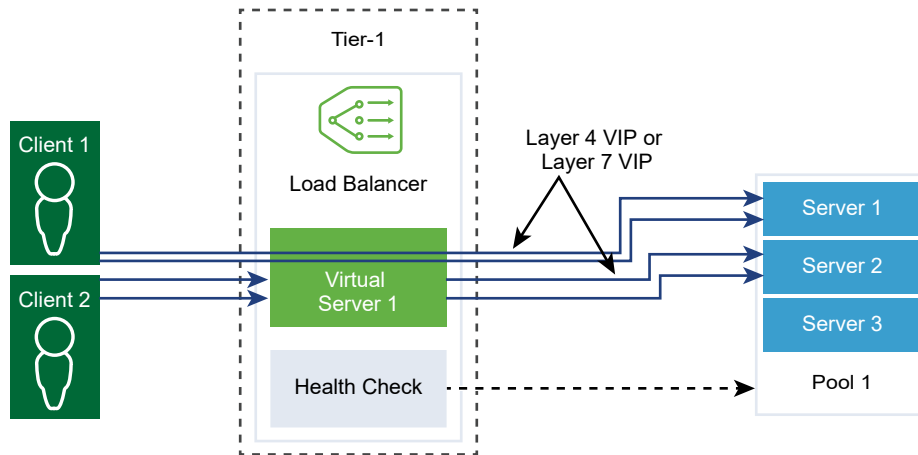 Tier-1
Client 1
Load Balancer
Layer 4 VIP or
Layer 7 VIP
Server 1
Virtual
Server 1
Server 2
Client 2
Server 3
Health Check
Pool 1